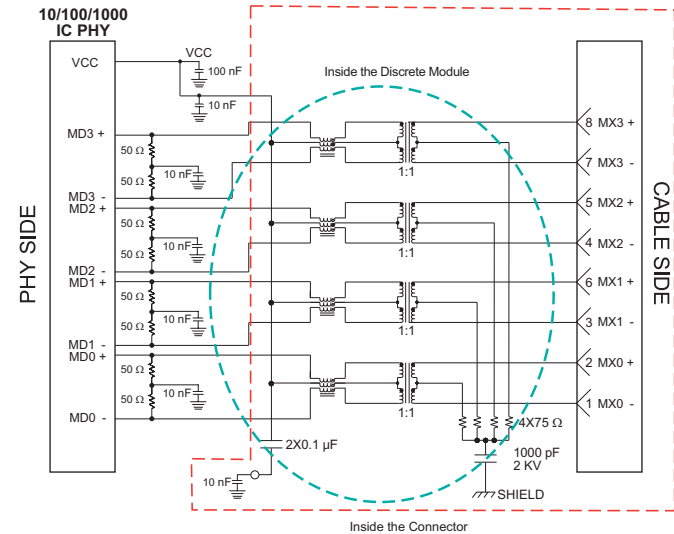 10/100/1000
IC PHY
VCC
VCC
100 nF
10 nF
Inside the Discrete Module
MD3 +
50 Ω
50 Ω
10 nF
MD3 -
MD2 +
50 Ω
50 Ω
10 nF
MD2 -
MD1 +
50 Ω
50 Ω
10 nF
MD1 -
MD0 +
50 Ω
50 Ω
10 nF
MD0 -
PHY SIDE
1:1
1:1
1:1
1:1
8 MX3 +
7 MX3 -
5 MX2 +
4 MX2 -
6 MX1 +
3 MX1 -
2 MX0 +
1 MX0 -
CABLE SIDE
4X75 Ω
2X0.1 µF
10 nF
1000 pF
2 KV
SHIELD
Inside the Connector